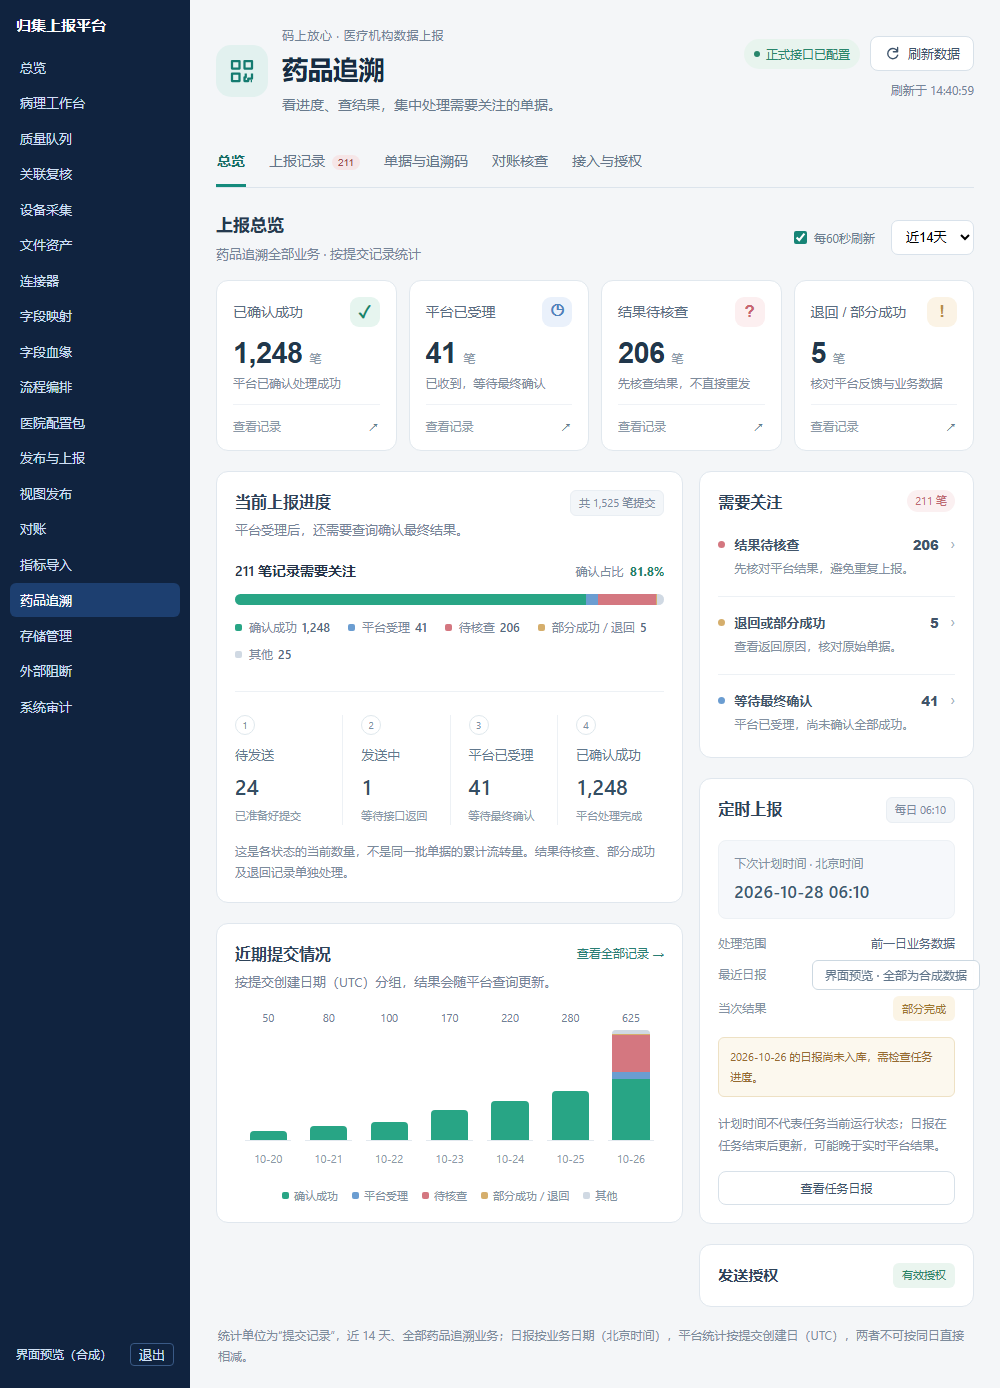 归集上报平台
总览
病理工作台
质量队列
关联复核
设备采集
文件资产
连接器
字段映射
字段血缘
流程编排
医院配置包
发布与上报
视图发布
对账
指标导入
药品追溯
存储管理
外部阻断
系统审计
界面预览（合成） 退出
码上放心 · 医疗机构数据上报
药品追溯
看进度、查结果，集中处理需要关注的单据。
正式接口已配置 刷新数据
刷新于 14:40:59
总览 上报记录 211 单据与追溯码 对账核查 接入与授权
上报总览
药品追溯全部业务 · 按提交记录统计
每60秒刷新 近14天
已确认成功 ✓
1,248 笔
平台已确认处理成功
查看记录 ↗
平台已受理
41 笔
已收到，等待最终确认
查看记录 ↗
结果待核查 ?
206 笔
先核查结果，不直接重发
查看记录 ↗
退回 / 部分成功 !
5 笔
核对平台反馈与业务数据
查看记录 ↗
当前上报进度 共 1,525 笔提交
平台受理后，还需要查询确认最终结果。
211 笔记录需要关注 确认占比 81.8%
确认成功 1,248 平台受理 41 待核查 206 部分成功 / 退回 5
其他 25
1 2 3 4
待发送 发送中 平台已受理 已确认成功
24 1 41 1,248
已准备好提交 等待接口返回 等待最终确认 平台处理完成
这是各状态的当前数量，不是同一批单据的累计流转量。结果待核查、部分成功
及退回记录单独处理。
近期提交情况 查看全部记录 →
按提交创建日期（UTC）分组，结果会随平台查询更新。
50 80 100 170 220 280 625
10-20 10-21 10-22 10-23 10-24 10-25 10-26
确认成功 平台受理 待核查 部分成功 / 退回 其他
需要关注 211 笔
结果待核查 206 ›
先核对平台结果，避免重复上报。
退回或部分成功 5 ›
查看返回原因，核对原始单据。
等待最终确认 41 ›
平台已受理，尚未确认全部成功。
定时上报 每日 06:10
下次计划时间 · 北京时间
2026-10-28 06:10
处理范围 前一日业务数据
最近日报 界面预览 · 全部为合成数据
当次结果 部分完成
2026-10-26 的日报尚未入库，需检查任务
进度。
计划时间不代表任务当前运行状态；日报在
任务结束后更新，可能晚于实时平台结果。
查看任务日报
发送授权 有效授权
统计单位为“提交记录”，近 14 天、全部药品追溯业务；日报按业务日期（北京时间），平台统计按提交创建日（UTC），两者不可按同日直接
相减。